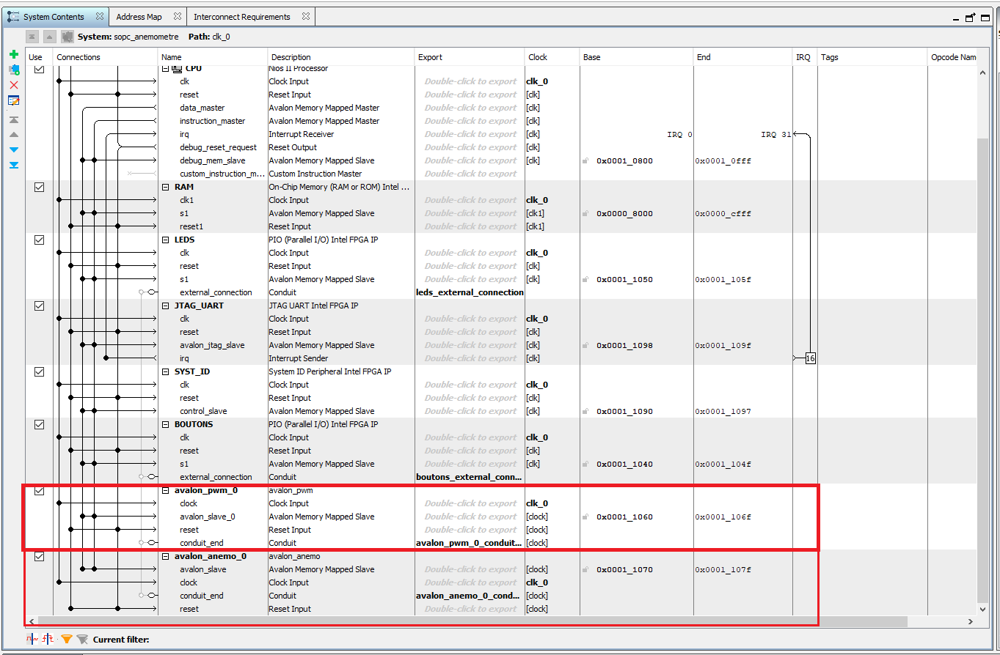 System Contents Address Map Interconnect Requirements
System: sopc_anemometre Path: clk_0
Use Connections Name Description Export Clock Base End IRQ Tags Opcode Nam
CPU Nios II Processor
clk Clock Input Double-click to export clk_0
reset Reset Input Double-click to export [clk]
data_master Avalon Memory Mapped Master Double-click to export [clk]
instruction_master Avalon Memory Mapped Master Double-click to export [clk]
irq Interrupt Receiver Double-click to export [clk] IRQ 0 IRQ 31
debug_reset_request Reset Output Double-click to export [clk]
debug_mem_slave Avalon Memory Mapped Slave Double-click to export [clk] 0x0001_0800 0x0001_0fff
custom_instruction_m... Custom Instruction Master Double-click to export
RAM On-Chip Memory (RAM or ROM) Intel ...
clk1 Clock Input Double-click to export clk_0
s1 Avalon Memory Mapped Slave Double-click to export [clk1] 0x0000_8000 0x0000_cfff
reset1 Reset Input Double-click to export [clk1]
LEDS PIO (Parallel I/O) Intel FPGA IP
clk Clock Input Double-click to export clk_0
reset Reset Input Double-click to export [clk]
s1 Avalon Memory Mapped Slave Double-click to export [clk] 0x0001_1050 0x0001_105f
external_connection Conduit leds_external_connection
JTAG_UART JTAG UART Intel FPGA IP
clk Clock Input Double-click to export clk_0
reset Reset Input Double-click to export [clk]
avalon_jtag_slave Avalon Memory Mapped Slave Double-click to export [clk] 0x0001_1098 0x0001_109f
irq Interrupt Sender Double-click to export [clk] 16
SYST_ID System ID Peripheral Intel FPGA IP
clk Clock Input Double-click to export clk_0
reset Reset Input Double-click to export [clk]
control_slave Avalon Memory Mapped Slave Double-click to export [clk] 0x0001_1090 0x0001_1097
BOUTONS PIO (Parallel I/O) Intel FPGA IP
clk Clock Input Double-click to export clk_0
reset Reset Input Double-click to export [clk]
s1 Avalon Memory Mapped Slave Double-click to export [clk] 0x0001_1040 0x0001_104f
external_connection Conduit boutons_external_conn...
avalon_pwm_0 avalon_pwm
clock Clock Input Double-click to export clk_0
avalon_slave_0 Avalon Memory Mapped Slave Double-click to export [clock] 0x0001_1060 0x0001_106f
reset Reset Input Double-click to export [clock]
conduit_end Conduit avalon_pwm_0_conduit... [clock]
avalon_anemo_0 avalon_anemo
avalon_slave Avalon Memory Mapped Slave Double-click to export [clock] 0x0001_1070 0x0001_107f
clock Clock Input Double-click to export clk_0
conduit_end Conduit avalon_anemo_0_cond... [clock]
reset Reset Input Double-click to export [clock]
Current filter: